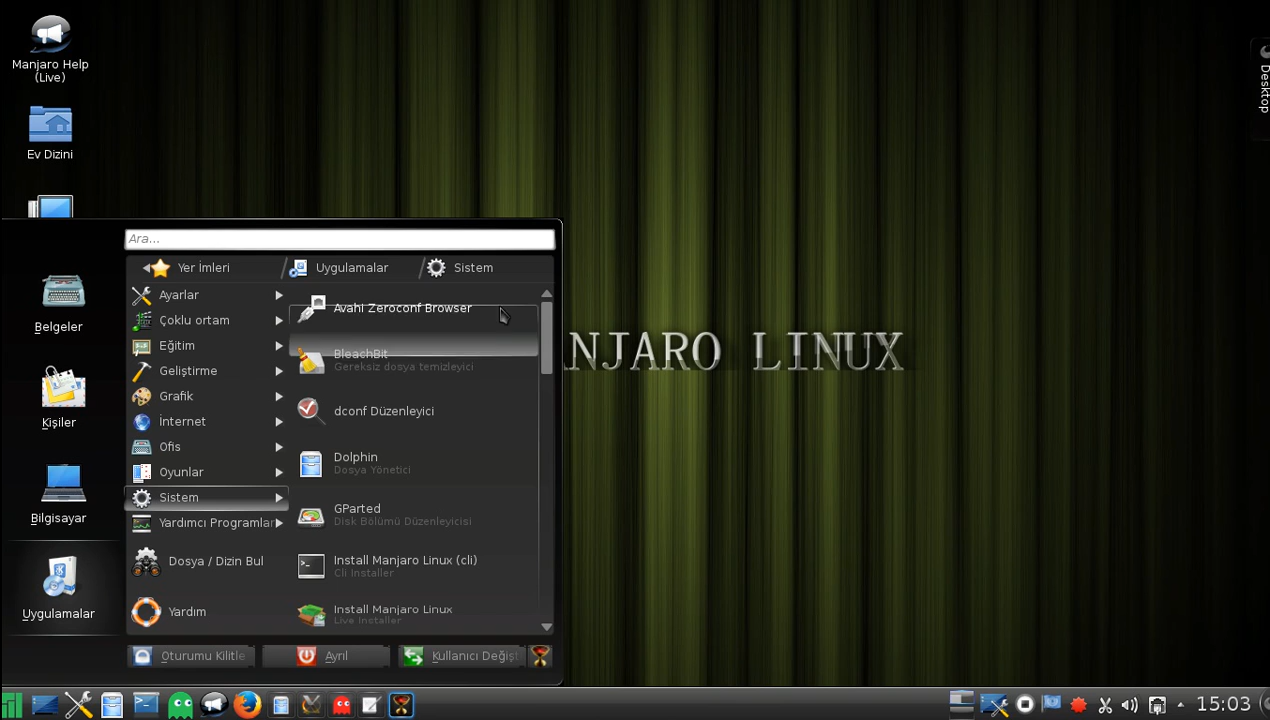 Manjaro Help
(Live)
Ev Dizini
Desktop
Ara...
Yer İmleri
Uygulamalar
Sistem
Belgeler
Kişiler
Bilgisayar
Uygulamalar
Ayarlar
Çoklu ortam
Eğitim
Geliştirme
Grafik
İnternet
Ofis
Oyunlar
Sistem
Yardımcı Programlar
Dosya / Dizin Bul
Yardım
Avahi Zeroconf Browser
BleachBit
Gereksiz dosya temizleyici
dconf Düzenleyici
Dolphin
Dosya Yönetici
GParted
Disk Bölümü Düzenleyicisi
Install Manjaro Linux (cli)
Cli Installer
Install Manjaro Linux
Live Installer
Oturumu Kilitle
Ayrıl
Kullanıcı Değişt
ANJARO LINUX
15:03